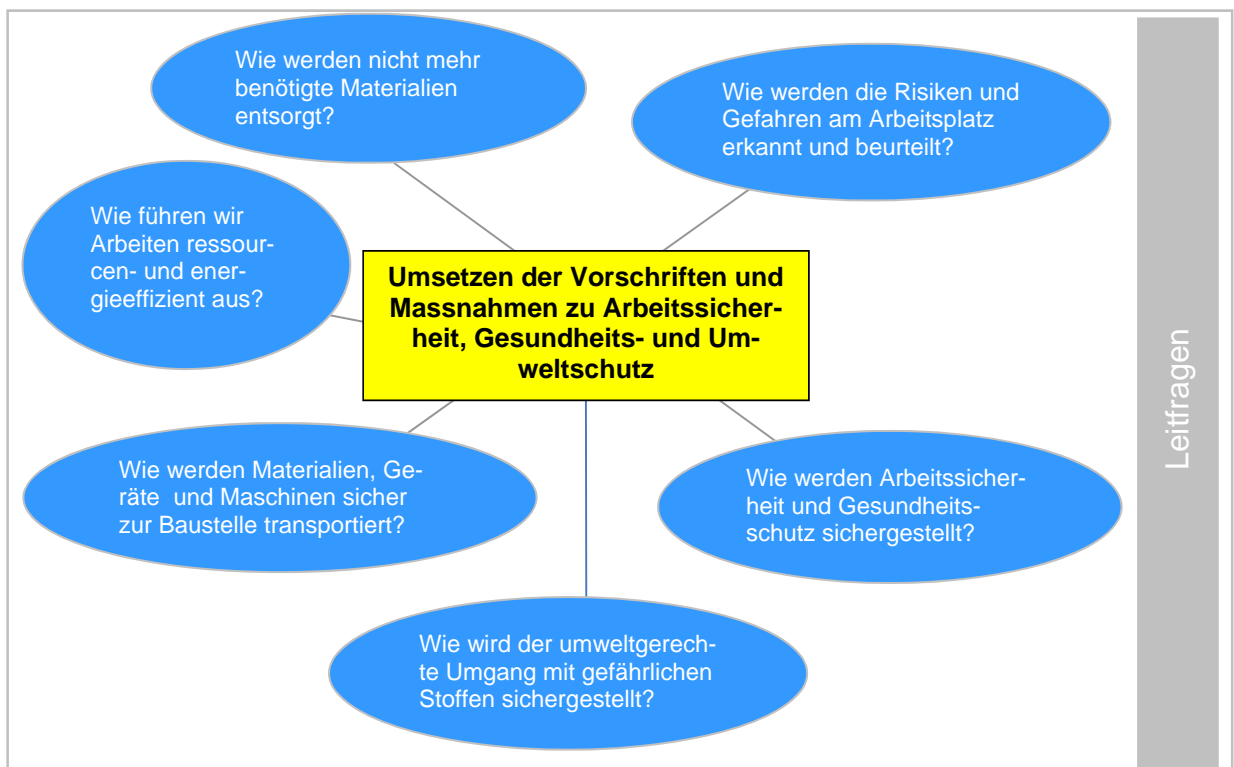 Wie werden nicht mehr
benötigte Materialien
entsorgt?
Wie werden die Risiken und
Gefahren am Arbeitsplatz
erkannt und beurteilt?
Wie führen wir
Arbeiten ressour-
cen- und ener-
gieeffizient aus?
Umsetzen der Vorschriften und
Massnahmen zu Arbeitssicher-
heit, Gesundheits- und Um-
weltschutz
Wie werden Materialien, Ge-
räte und Maschinen sicher
zur Baustelle transportiert?
Wie werden Arbeitssicher-
heit und Gesundheits-
schutz sichergestellt?
Wie wird der umweltgerech-
te Umgang mit gefährlichen
Stoffen sichergestellt?
Leitfragen